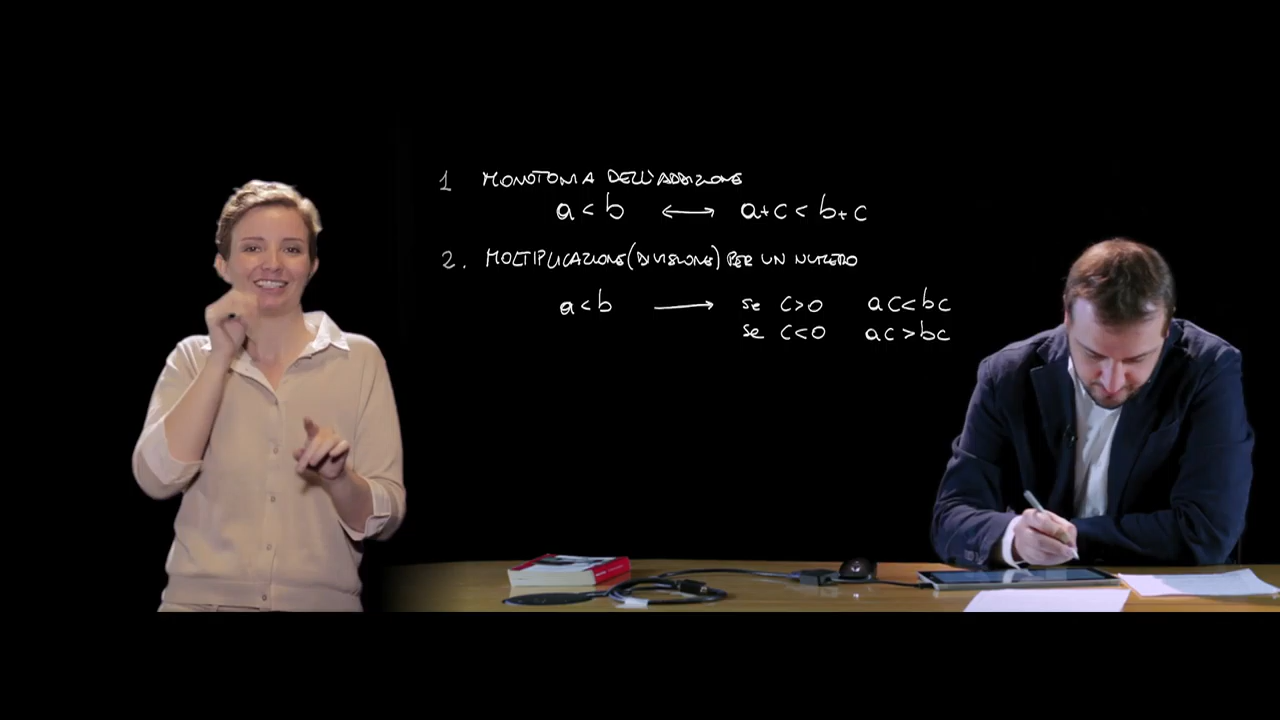 1 MONOTONIA DELL'ADDIZIONE
a < b ⟷ a+c < b+c
2. MOLTIPLICAZIONE (DIVISIONE) PER UN NUMERO
a < b ⟶ se c>0 ac<bc
se c<0 ac>bc